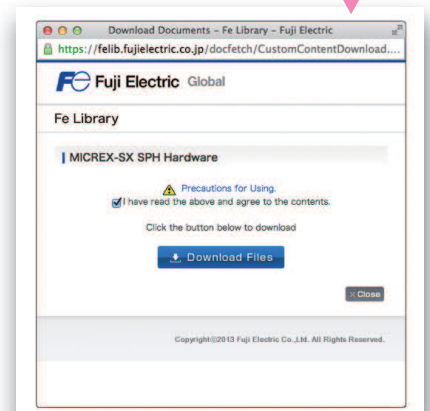 Download Documents – Fe Library – Fuji Electric
https://felib.fujielectric.co.jp/docfetch/CustomContentDownload....
Fe Fuji Electric Global
Fe Library
MICREX-SX SPH Hardware
Precautions for Using.
I have read the above and agree to the contents.
Click the button below to download
Download Files
×Close
Copyright©2013 Fuji Electric Co.,Ltd. All Rights Reserved.